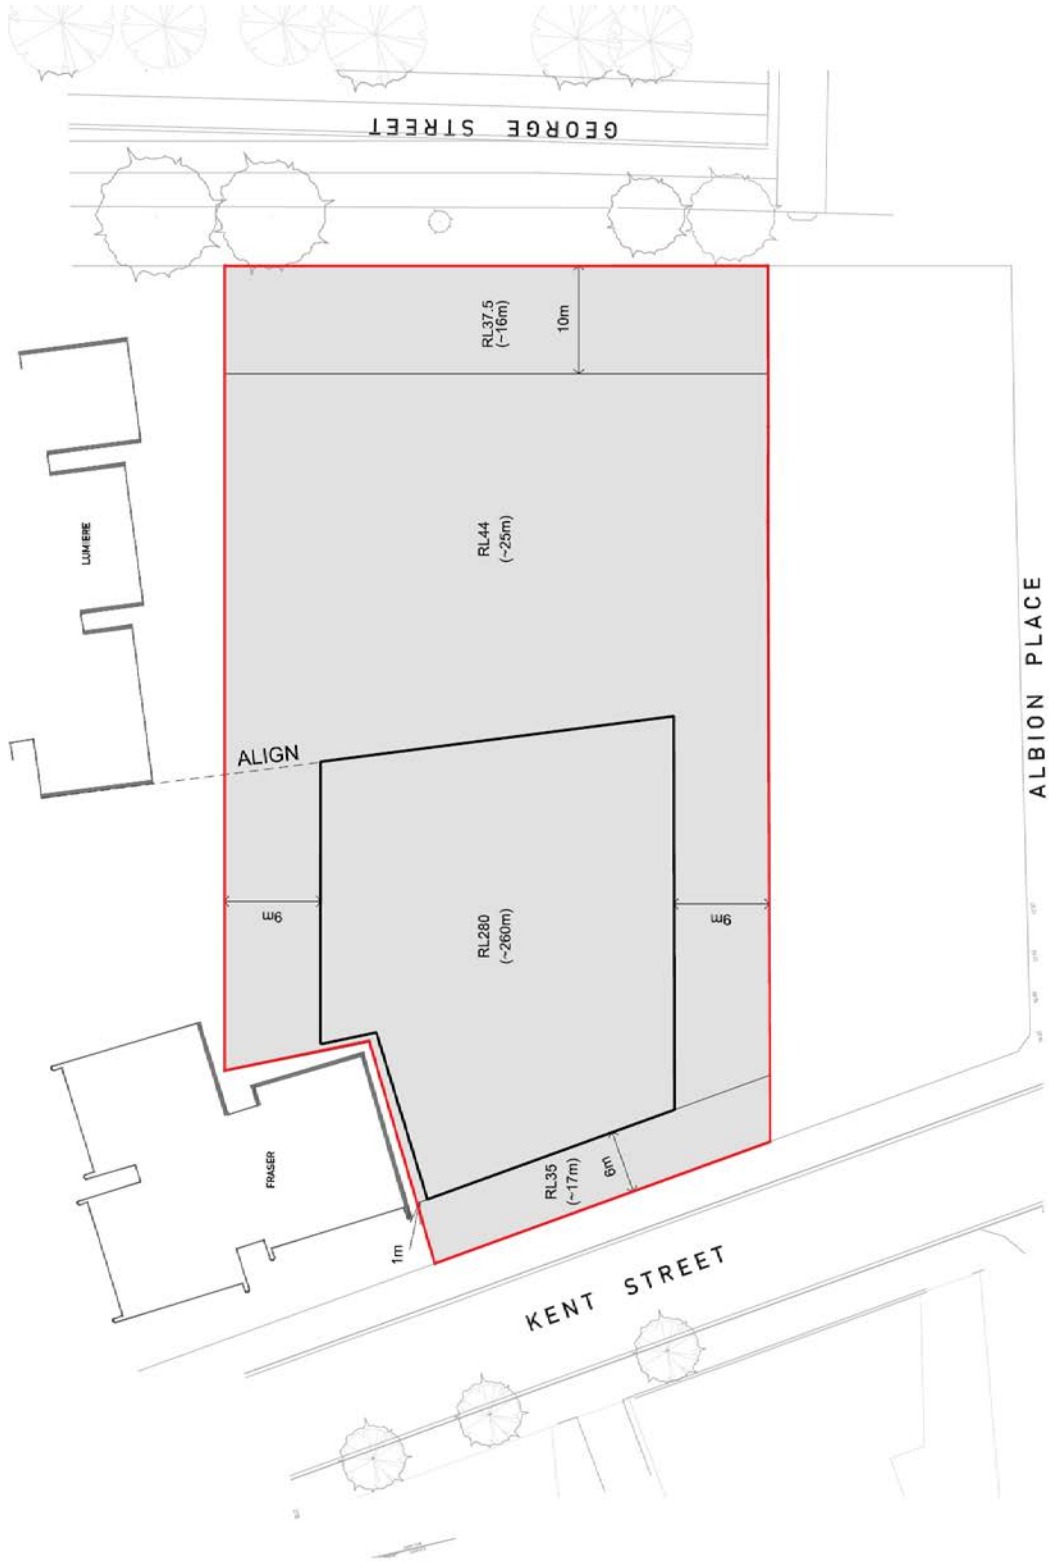 GEORGE STREET
RL37.5
(~16m)
10m
LUMIERE
RL44
(~25m)
ALBION PLACE
ALIGN
9m
RL280
(~260m)
9m
FRASER
RL35
(~17m)
6m
1m
KENT STREET